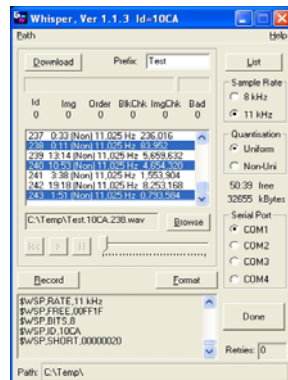 Whisper, Ver 1.1.3 Id=10CA
Path Help
Download Prefix Test List
Sample Rate
8 kHz
11 kHz
Id Img Order BlkChk ImgChk Bad
0 0 0 0 0 0
237 0:33 (Non) 11,025 Hz 236,016
238 0:11 (Non) 11,025 Hz 83,952
239 13:14 (Non) 11,025 Hz 5,659,632
240 10:53 (Non) 11,025 Hz 4,654,320
241 3:38 (Non) 11,025 Hz 1,553,904
242 19:18 (Non) 11,025 Hz 8,253,168
243 1:51 (Non) 11,025 Hz 0,793,584
Quantisation
Uniform
Non-Uni
50:39 free
32655 kBytes
C:\Temp\Test.10CA.238.wav Browse
Serial Port
COM1
COM2
COM3
COM4
Record Format
$WSP,RATE,11 kHz
$WSP,FREE,00FF1F
$WSP,BITS,8
$WSP,ID,10CA
$WSP,SHORT,00000020
Done
Retries: 0
Path: C:\Temp\